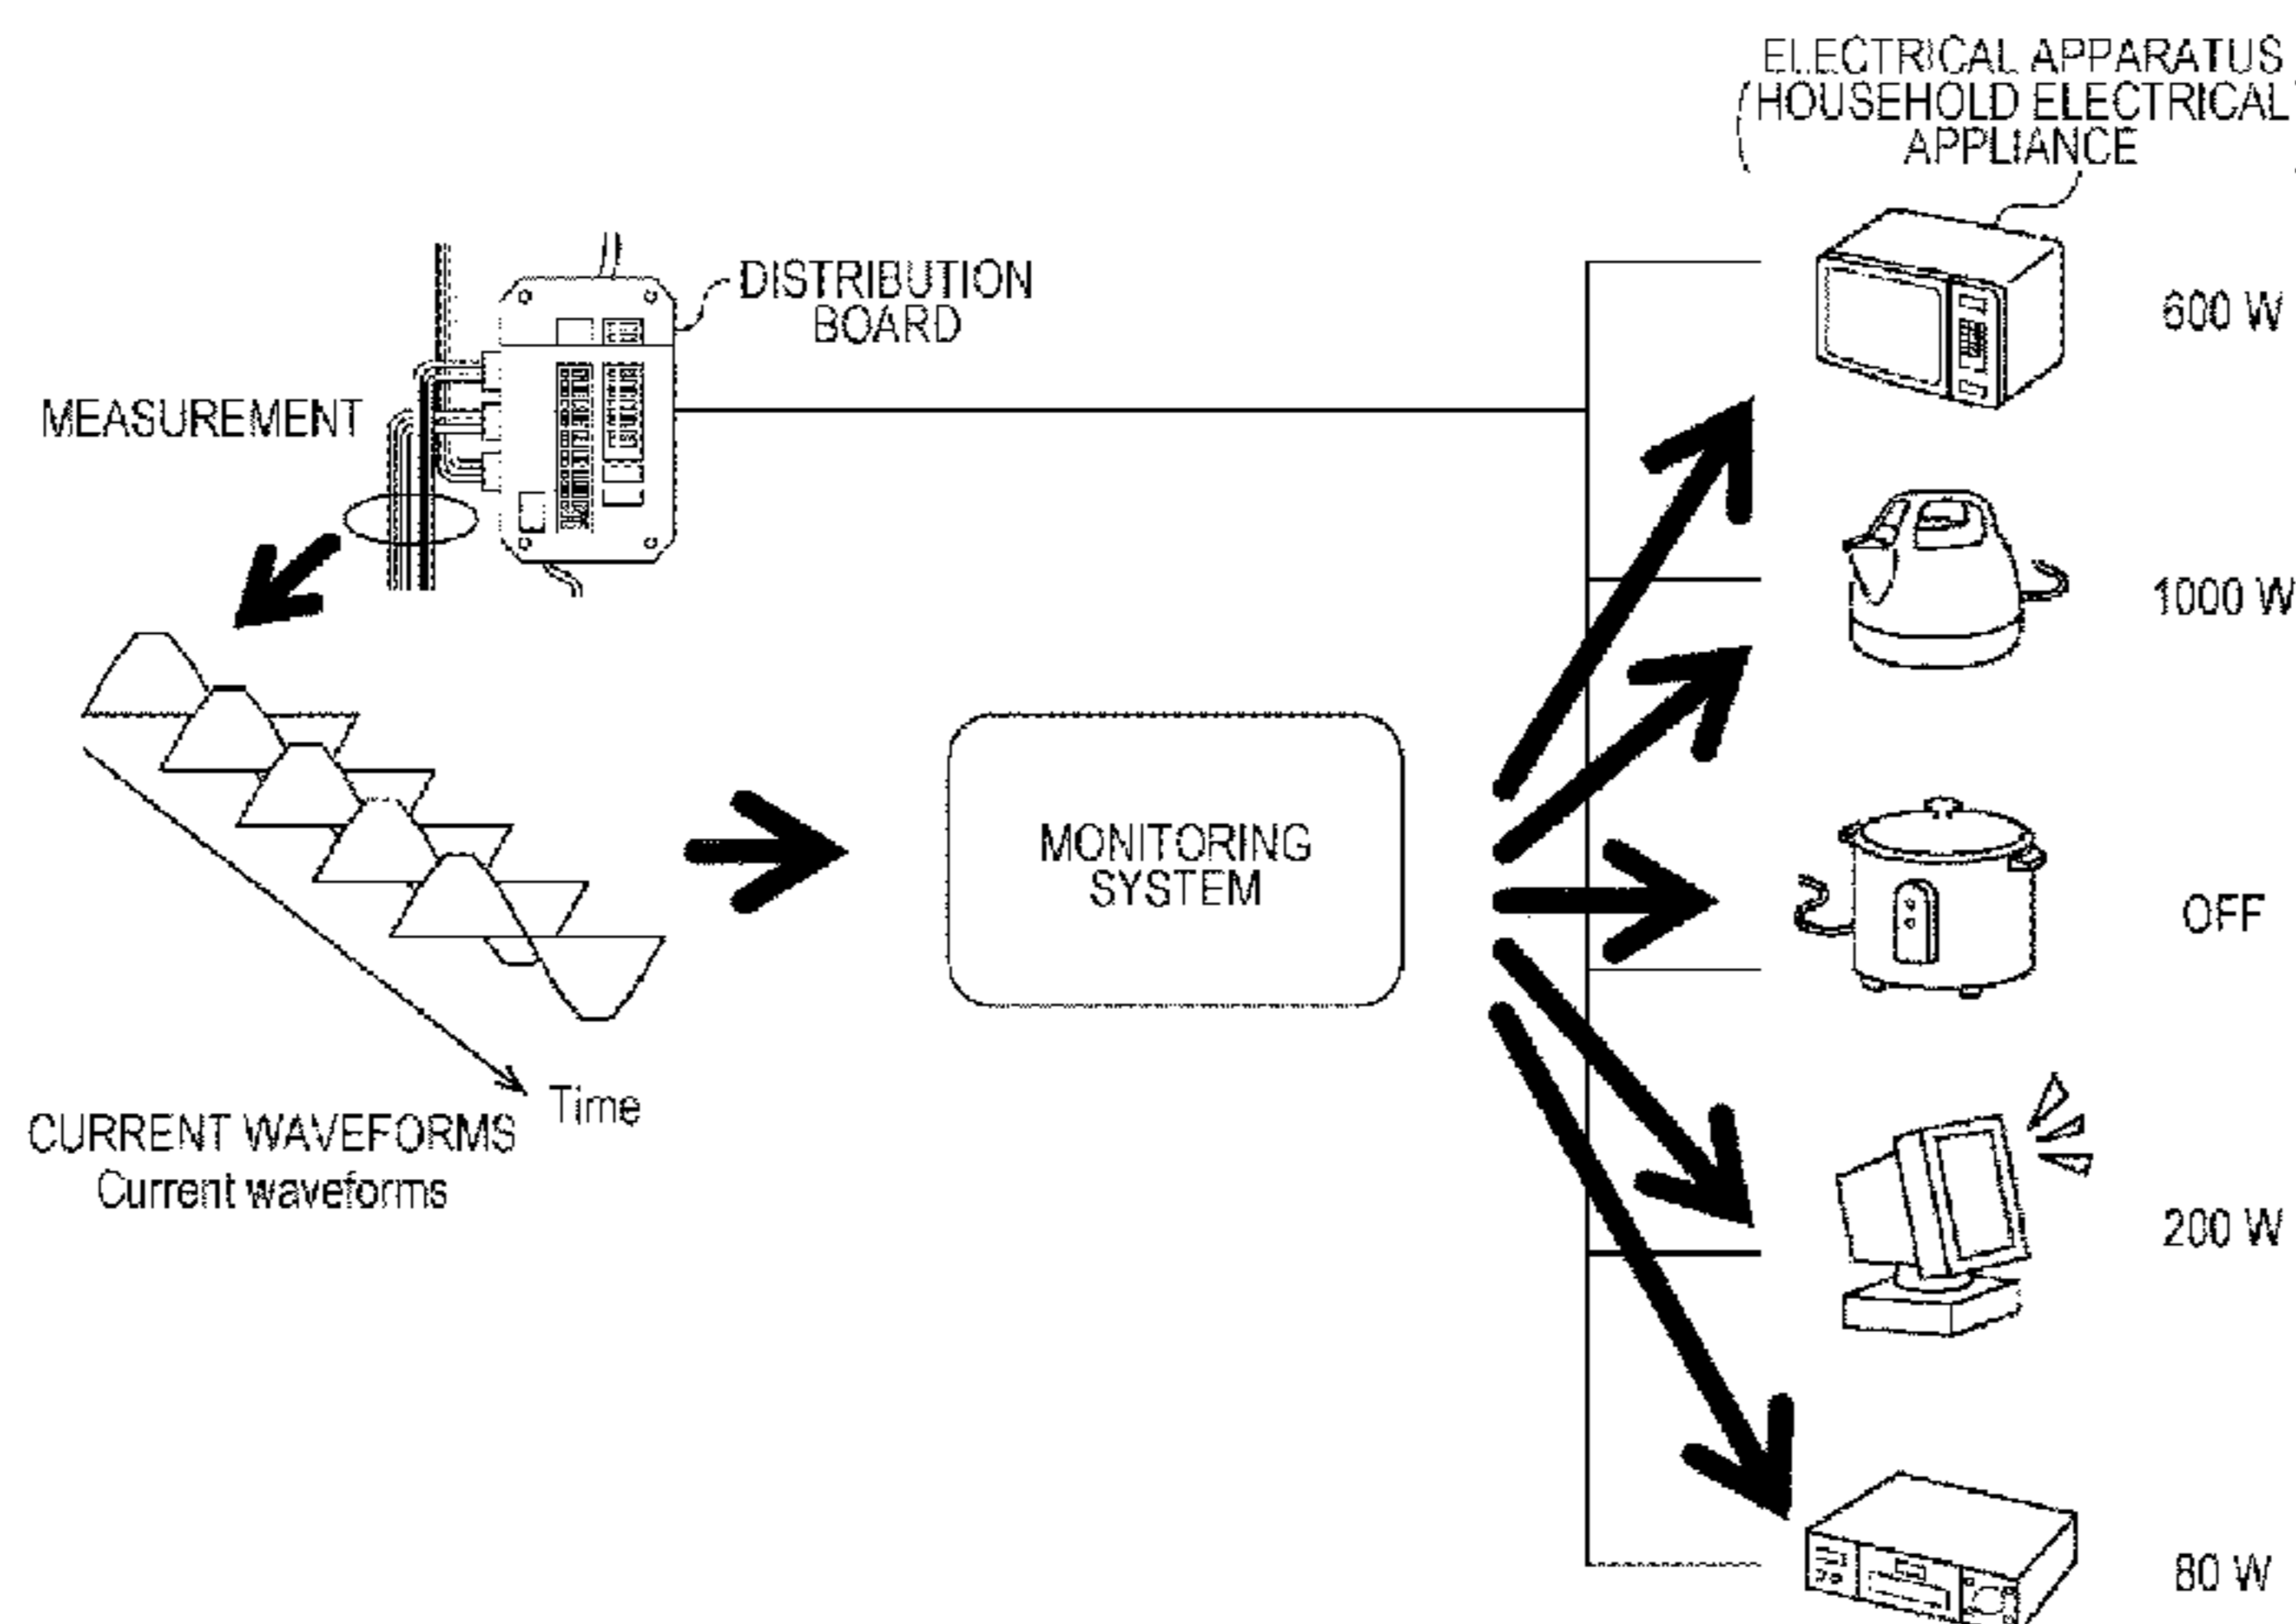 ELECTRICAL APPARATUS
(HOUSEHOLD ELECTRICAL
APPLIANCE
DISTRIBUTION
BOARD
MEASUREMENT
600 W
1000 W
MONITORING
SYSTEM
OFF
Time
CURRENT WAVEFORMS
Current waveforms
200 W
80 W